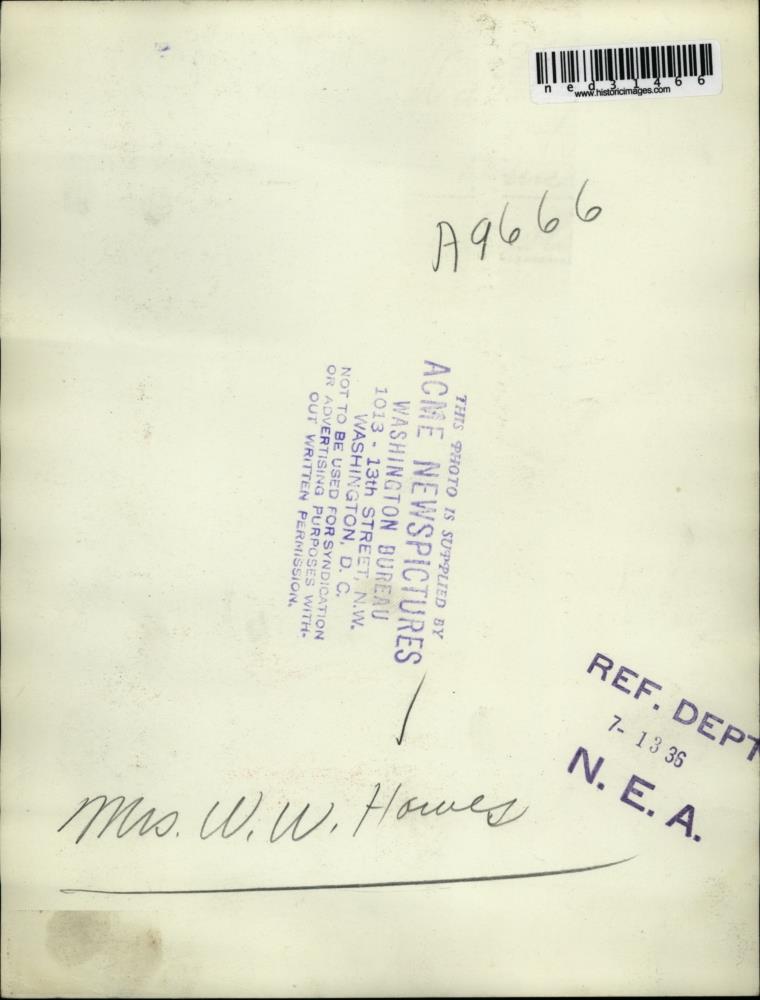 ned31466
www.historicimages.com
A9666
THIS PHOTO IS SUPPLIED BY
ACME NEWSPICTURES
WASHINGTON BUREAU
1013 - 13th STREET, N.W.
WASHINGTON, D. C.
NOT TO BE USED FOR SYNDICATION
OR ADVERTISING PURPOSES WITH-
OUT WRITTEN PERMISSION.
REF. DEPT
7- 13 36
N. E. A.
Mrs. W. W. Howes